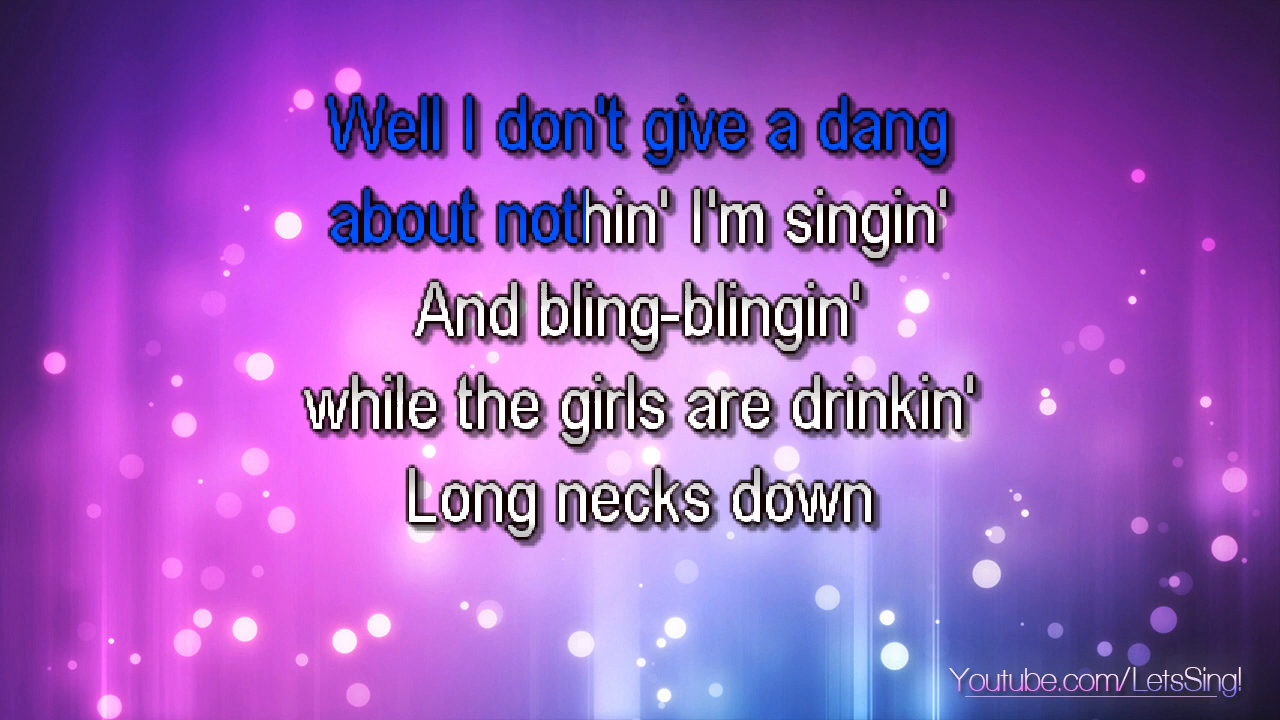 Well I don't give a dang
about nothin' I'm singin'
And bling-blingin'
while the girls are drinkin'
Long necks down
Youtube.com/LetsSing!